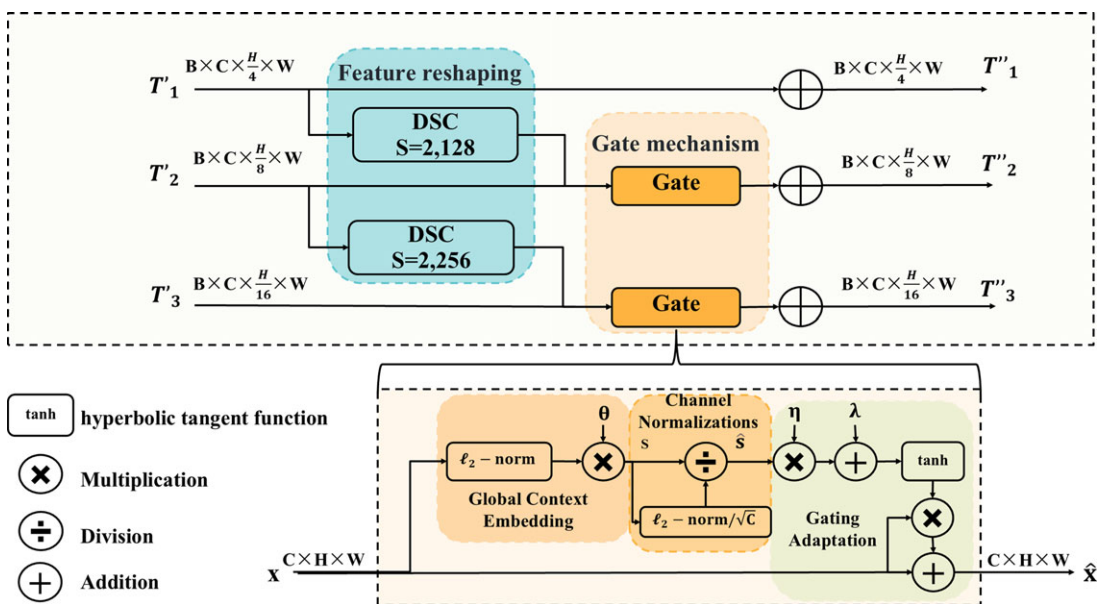 B×C×H/4×W
Feature reshaping
B×C×H/4×W
T'₁
T''₁
DSC
S=2,128
Gate mechanism
B×C×H/8×W
B×C×H/8×W
T'₂
Gate
T''₂
DSC
S=2,256
B×C×H/16×W
B×C×H/16×W
T'₃
Gate
T''₃
tanh hyperbolic tangent function
Multiplication
Division
Addition
θ
Channel
Normalizations
η
λ
s
ŝ
ℓ₂ − norm
tanh
Global Context
Embedding
ℓ₂ − norm/√C
Gating
Adaptation
x
C×H×W
C×H×W
x̂